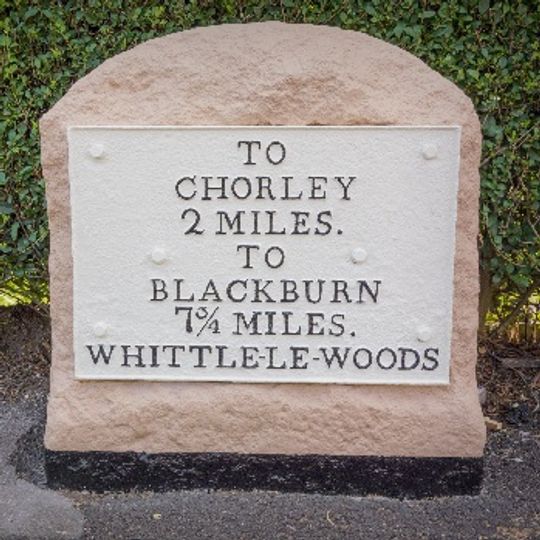 TO
CHORLEY
2 MILES.
TO
BLACKBURN
7¾ MILES.
WHITTLE-LE-WOODS